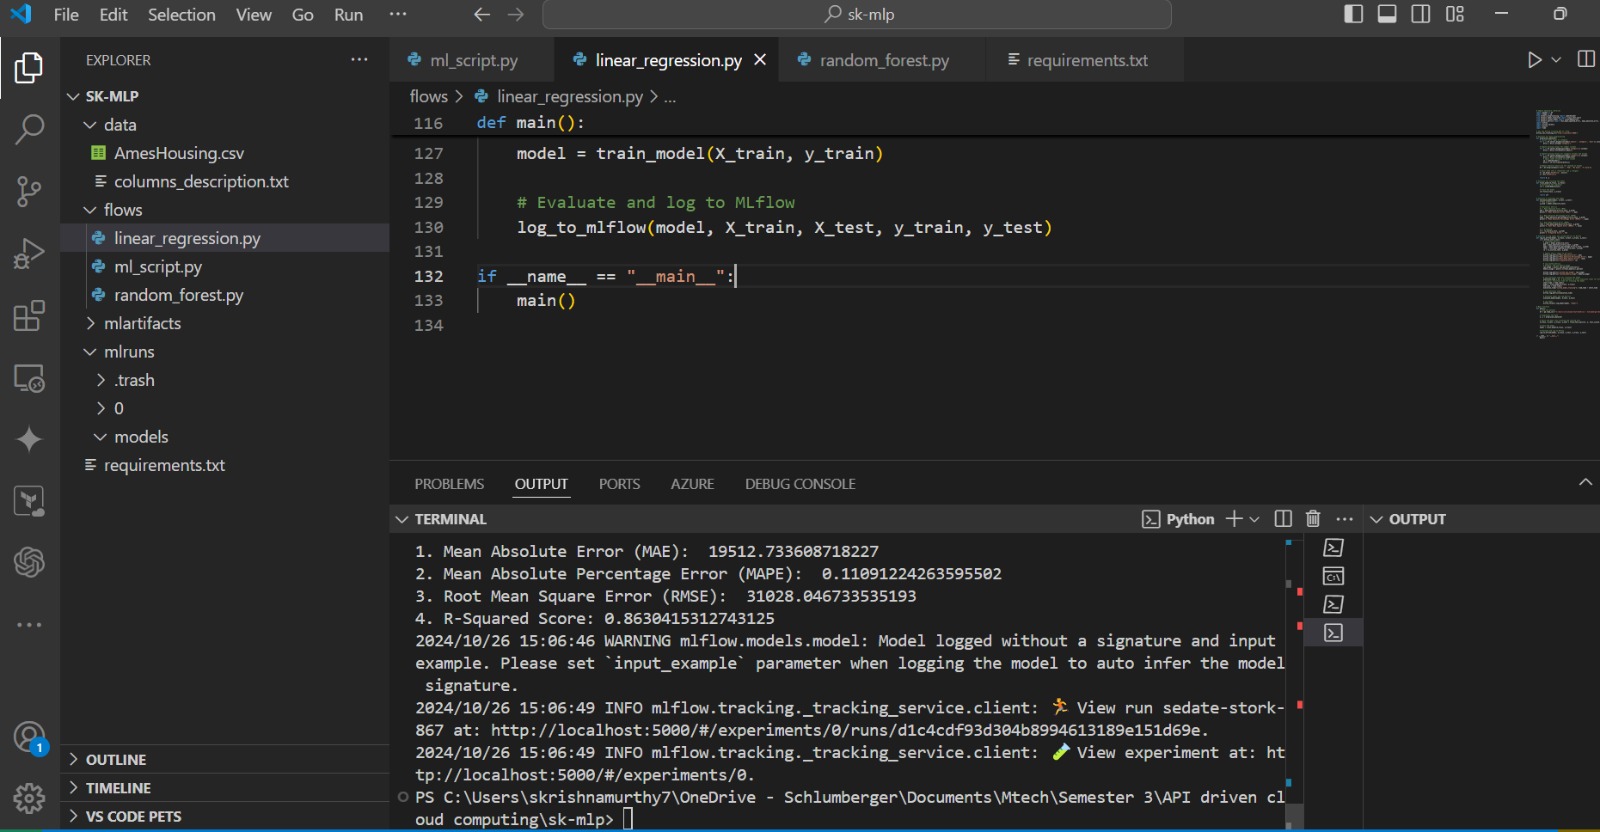 File Edit Selection View Go Run ···
sk-mlp
EXPLORER
ml_script.py
linear_regression.py
random_forest.py
requirements.txt
SK-MLP
data
AmesHousing.csv
columns_description.txt
flows
linear_regression.py
ml_script.py
random_forest.py
mlartifacts
mlruns
.trash
0
models
requirements.txt
OUTLINE
TIMELINE
VS CODE PETS
1
flows > linear_regression.py > ...
116 def main():
127 model = train_model(X_train, y_train)
128
129 # Evaluate and log to MLflow
130 log_to_mlflow(model, X_train, X_test, y_train, y_test)
131
132 if __name__ == "__main__":
133 main()
134
PROBLEMS OUTPUT PORTS AZURE DEBUG CONSOLE
TERMINAL
Python
OUTPUT
1. Mean Absolute Error (MAE):  19512.733608718227
2. Mean Absolute Percentage Error (MAPE):  0.11091224263595502
3. Root Mean Square Error (RMSE):  31028.046733535193
4. R-Squared Score: 0.8630415312743125
2024/10/26 15:06:46 WARNING mlflow.models.model: Model logged without a signature and input
example. Please set `input_example` parameter when logging the model to auto infer the model
signature.
2024/10/26 15:06:49 INFO mlflow.tracking._tracking_service.client: 🏃 View run sedate-stork-
867 at: http://localhost:5000/#/experiments/0/runs/d1c4cdf93d304b8994613189e151d69e.
2024/10/26 15:06:49 INFO mlflow.tracking._tracking_service.client: 🧪 View experiment at: ht
tp://localhost:5000/#/experiments/0.
PS C:\Users\skrishnamurthy7\OneDrive - Schlumberger\Documents\Mtech\Semester 3\API driven cl
oud computing\sk-mlp>